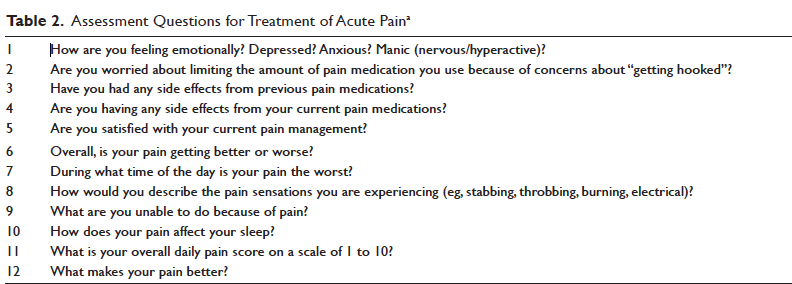 Table 2. Assessment Questions for Treatment of Acute Painª
1 How are you feeling emotionally? Depressed? Anxious? Manic (nervous/hyperactive)?
2 Are you worried about limiting the amount of pain medication you use because of concerns about “getting hooked”?
3 Have you had any side effects from previous pain medications?
4 Are you having any side effects from your current pain medications?
5 Are you satisfied with your current pain management?
6 Overall, is your pain getting better or worse?
7 During what time of the day is your pain the worst?
8 How would you describe the pain sensations you are experiencing (eg, stabbing, throbbing, burning, electrical)?
9 What are you unable to do because of pain?
10 How does your pain affect your sleep?
11 What is your overall daily pain score on a scale of 1 to 10?
12 What makes your pain better?